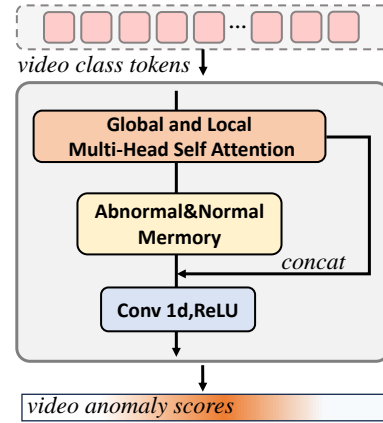 ...
video class tokens
Global and Local
Multi-Head Self Attention
Abnormal&Normal
Mermory
concat
Conv 1d,ReLU
video anomaly scores